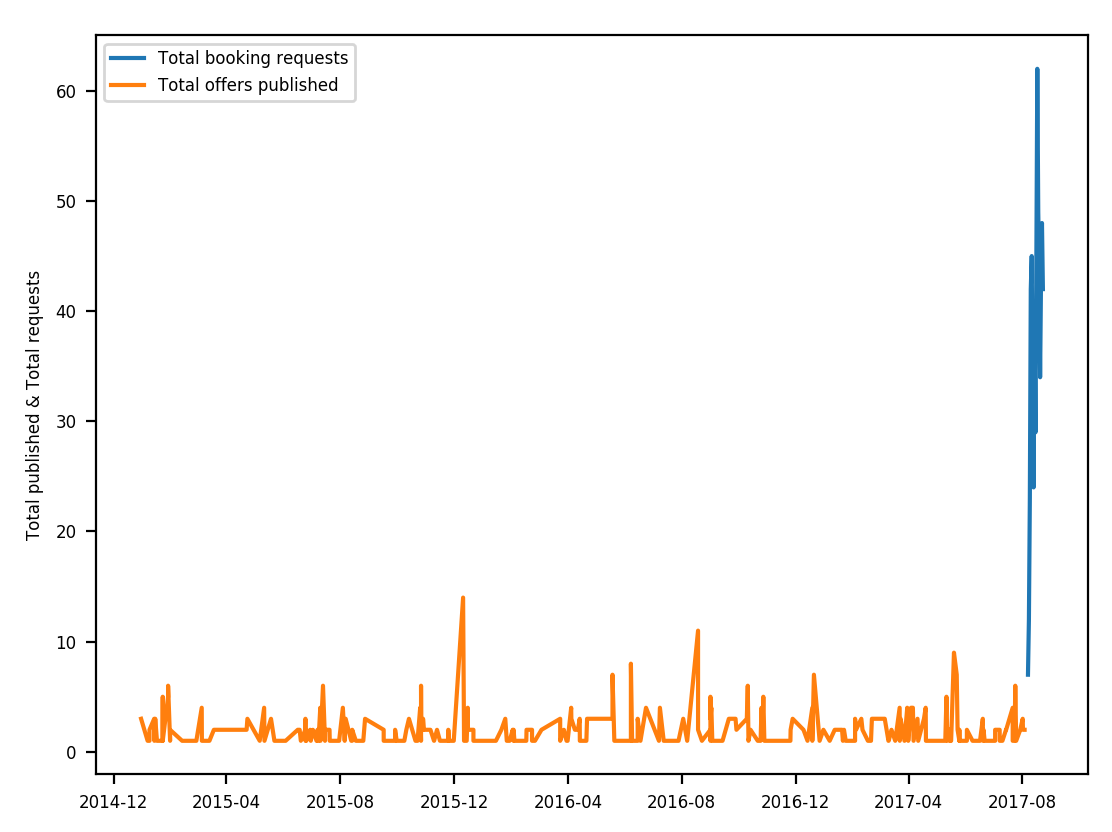 Total booking requests
Total offers published
Total published & Total requests
60
50
40
30
20
10
0
2014-12 2015-04 2015-08 2015-12 2016-04 2016-08 2016-12 2017-04 2017-08